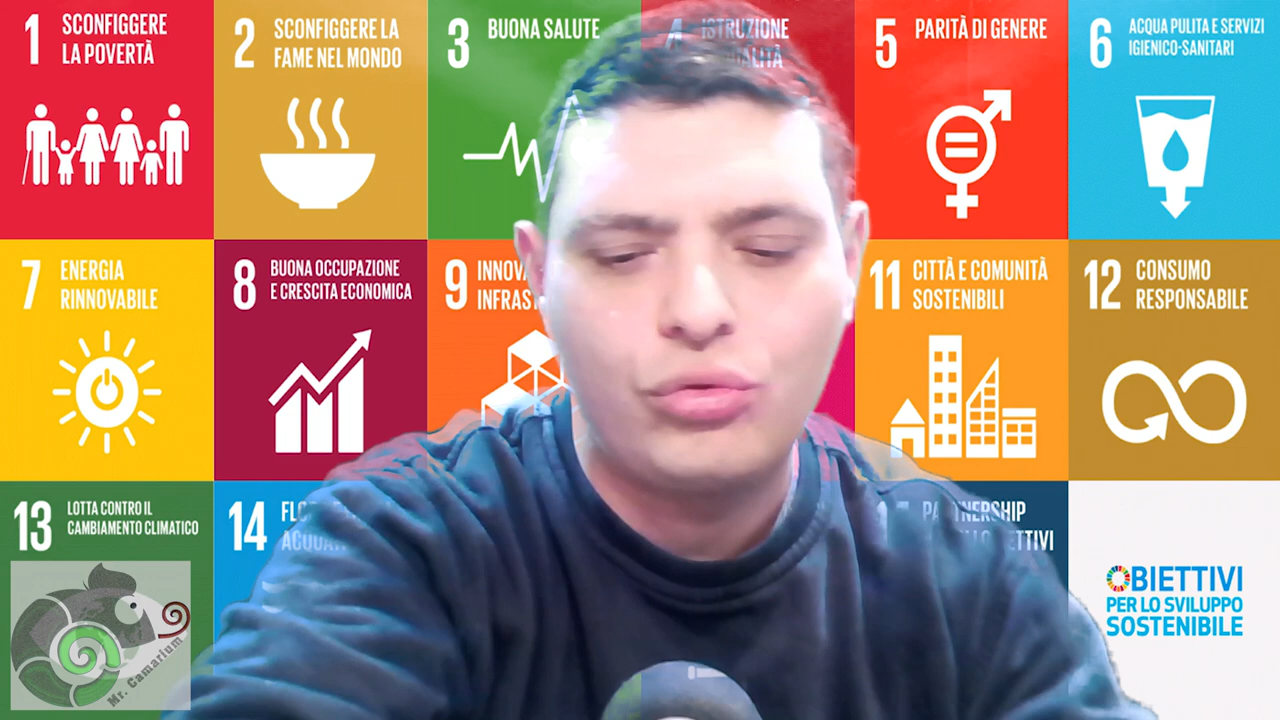 1 SCONFIGGERE
LA POVERTÀ
2 SCONFIGGERE LA
FAME NEL MONDO
3 BUONA SALUTE
4 ISTRUZIONE
5 PARITÀ DI GENERE
6 ACQUA PULITA E SERVIZI
IGIENICO-SANITARI
7 ENERGIA
RINNOVABILE
8 BUONA OCCUPAZIONE
E CRESCITA ECONOMICA
9
11 CITTÀ E COMUNITÀ
SOSTENIBILI
12 CONSUMO
RESPONSABILE
13 LOTTA CONTRO IL
CAMBIAMENTO CLIMATICO
14
PARTNERSHIP
OBIETTIVI
PER LO SVILUPPO
SOSTENIBILE
Mr. Camarium